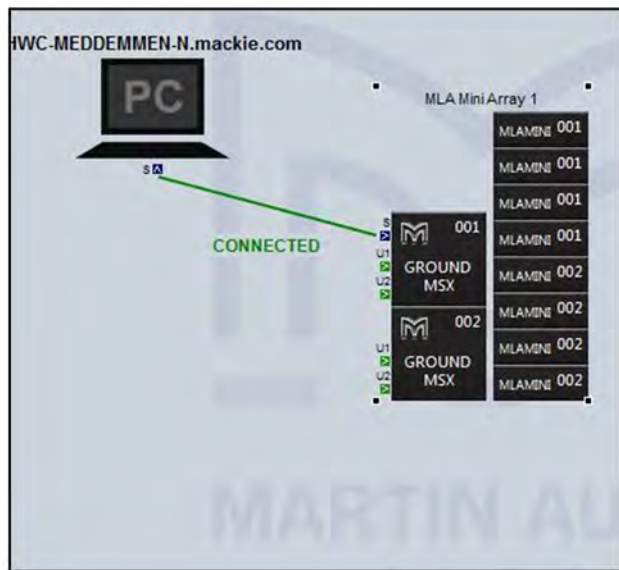 HWC-MEDDEMMEN-N.mackie.com
PC
S
CONNECTED
MLA Mini Array 1
S
U1
U2
001
GROUND
MSX
U1
U2
002
GROUND
MSX
MLAMINI 001
MLAMINI 001
MLAMINI 001
MLAMINI 001
MLAMINI 002
MLAMINI 002
MLAMINI 002
MLAMINI 002
MARTIN AU